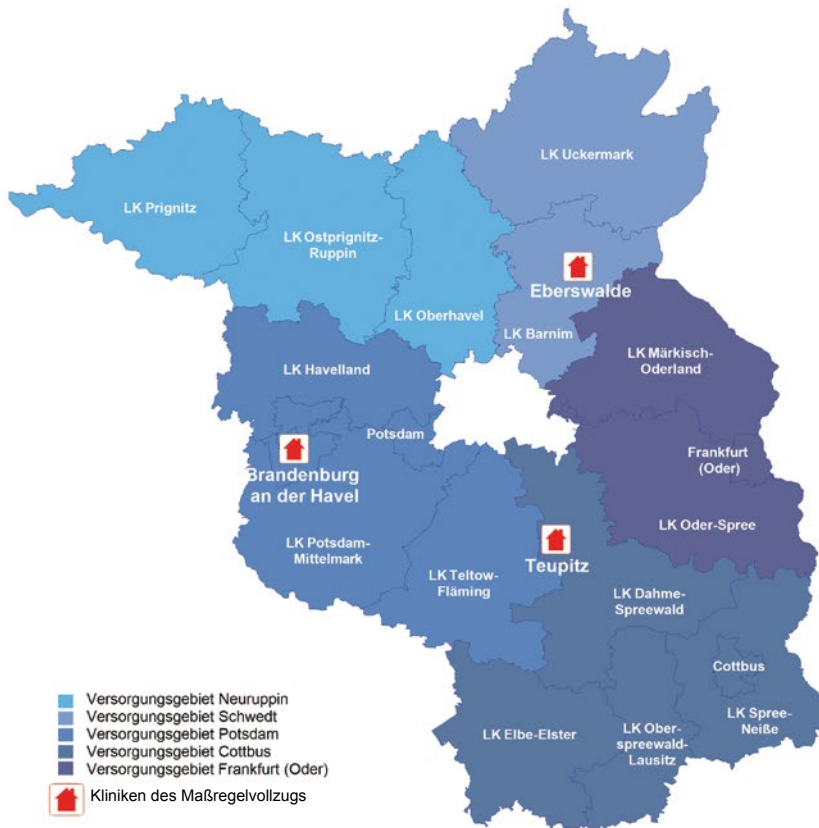 LK Uckermark
LK Prignitz
LK Ostprignitz-
Ruppin
Eberswalde
LK Oberhavel
LK Barnim
LK Märkisch-
Oderland
LK Havelland
Potsdam
Brandenburg
an der Havel
Frankfurt
(Oder)
LK Oder-Spree
LK Potsdam-
Mittelmark
Teupitz
LK Teltow-
Fläming
LK Dahme-
Spreewald
Cottbus
LK Spree-
Neiße
LK Elbe-Elster
LK Ober-
spreewald-
Lausitz
Versorgungsgebiet Neuruppin
Versorgungsgebiet Schwedt
Versorgungsgebiet Potsdam
Versorgungsgebiet Cottbus
Versorgungsgebiet Frankfurt (Oder)
Kliniken des Maßregelvollzugs